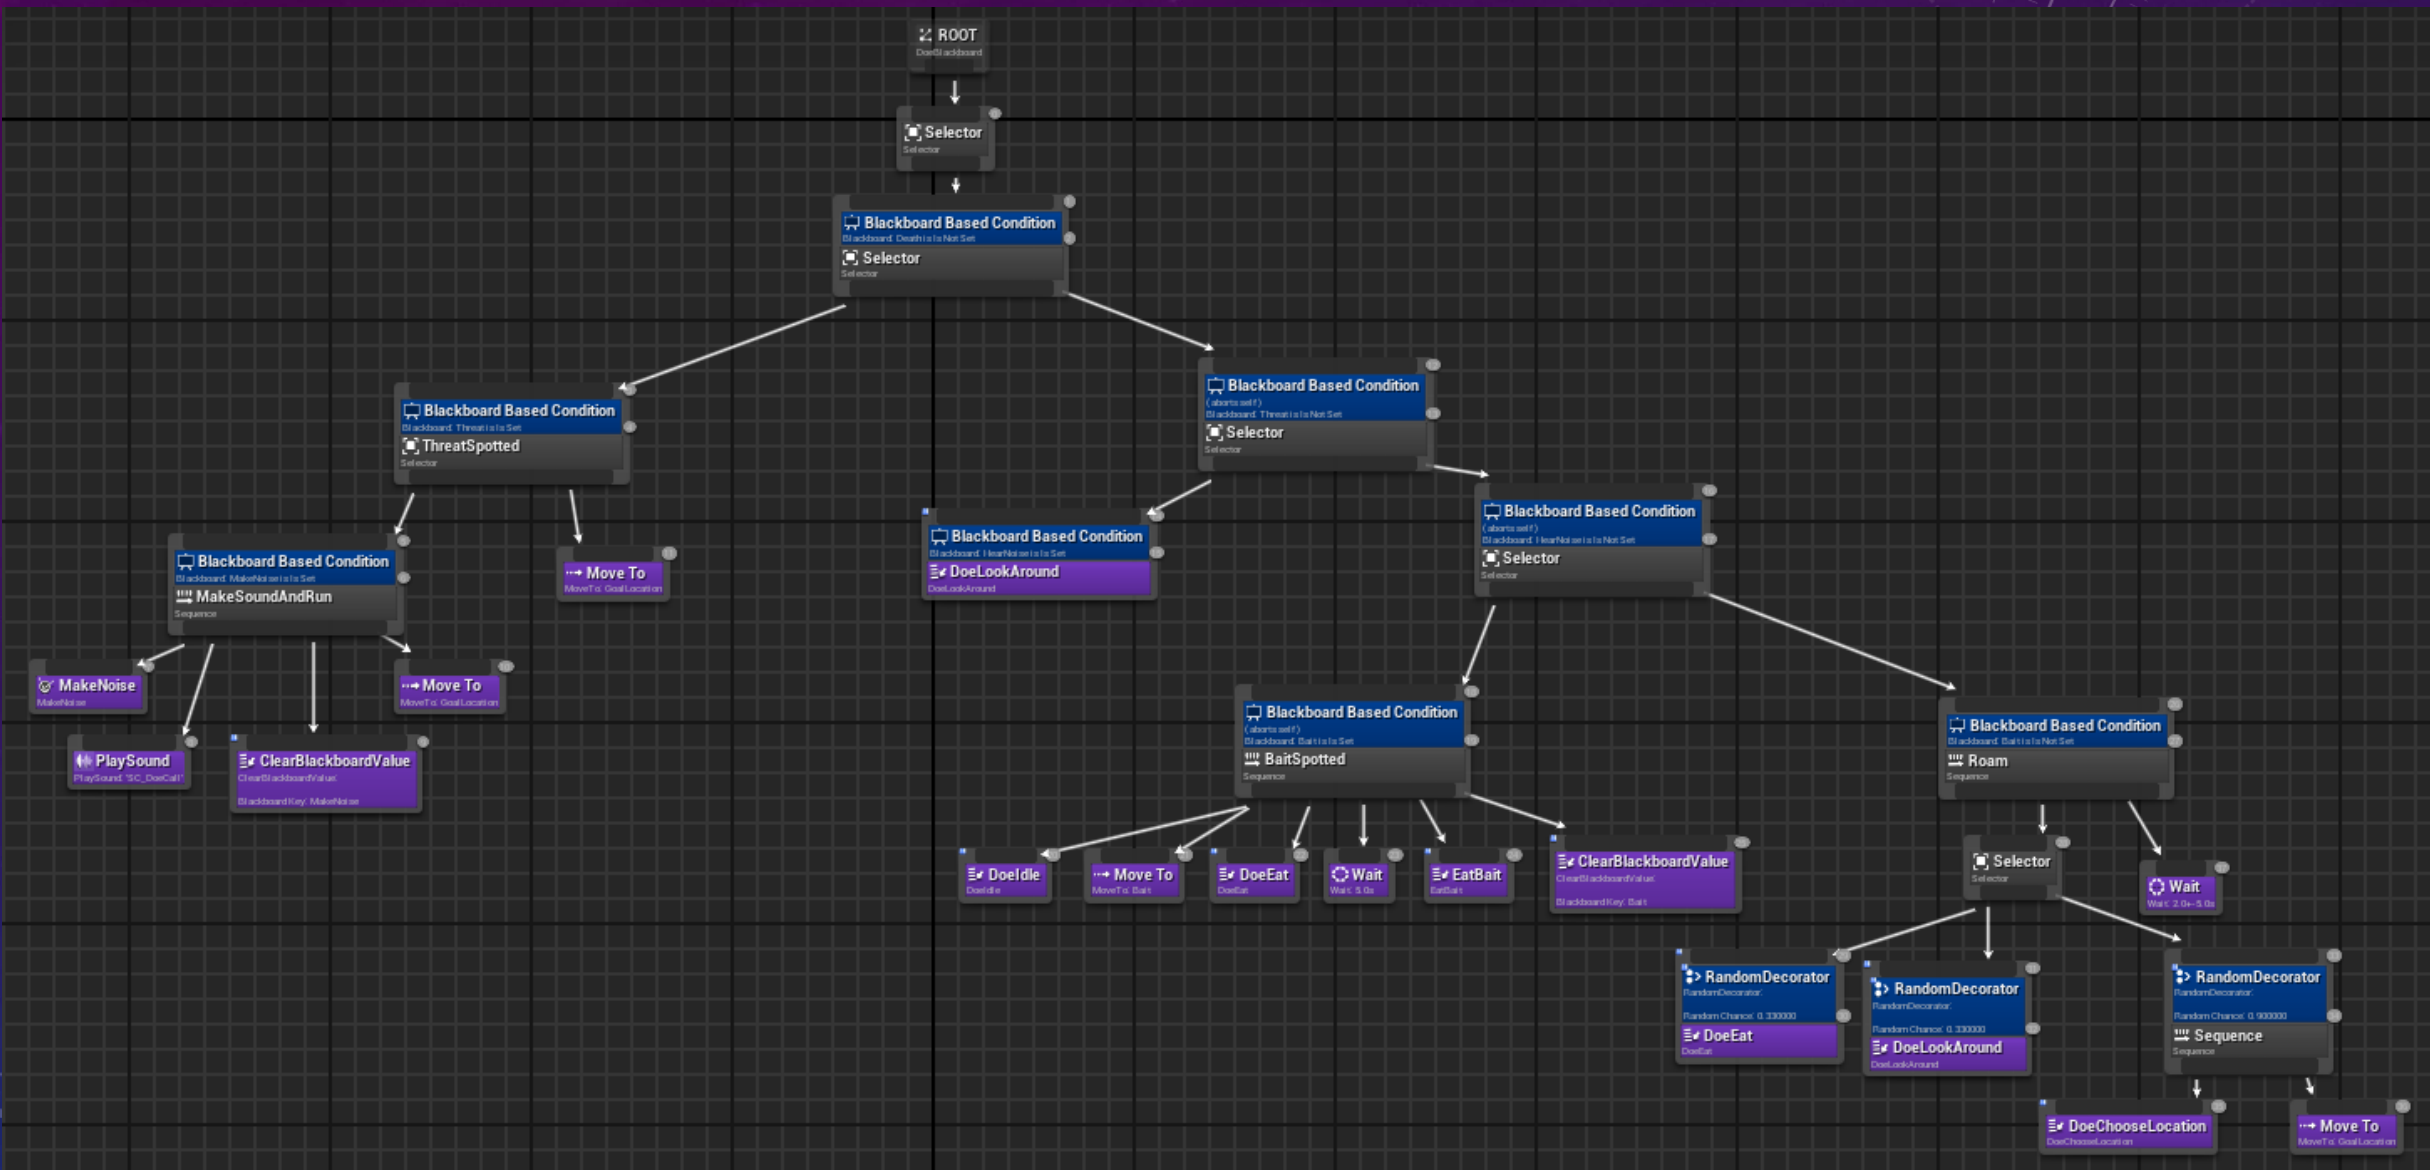 ROOT
DoeBlackboard
Selector
Selector
Blackboard Based Condition
Blackboard: Death is Is Not Set
Selector
Selector
Blackboard Based Condition
Blackboard: Threat is Is Set
ThreatSpotted
Selector
Blackboard Based Condition
( aborts self )
Blackboard: Threat is Is Not Set
Selector
Selector
Blackboard Based Condition
Blackboard: MakeNoise is Is Set
MakeSoundAndRun
Sequence
Move To
MoveTo: GoalLocation
Blackboard Based Condition
Blackboard: HearNoise is Is Set
DoeLookAround
DoeLookAround
Blackboard Based Condition
( aborts self )
Blackboard: HearNoise is Is Not Set
Selector
Selector
MakeNoise
MakeNoise
PlaySound
PlaySound: 'SC_DoeCall'
ClearBlackboardValue
ClearBlackboardValue:
Blackboard Key: MakeNoise
Move To
MoveTo: GoalLocation
Blackboard Based Condition
( aborts self )
Blackboard: Bait is Is Set
BaitSpotted
Sequence
Blackboard Based Condition
Blackboard: Bait is Is Not Set
Roam
Sequence
DoeIdle
DoeIdle
Move To
MoveTo: Bait
DoeEat
DoeEat
Wait
Wait: 5.0s
EatBait
EatBait
ClearBlackboardValue
ClearBlackboardValue:
Blackboard Key: Bait
Selector
Selector
Wait
Wait: 2.0+-5.0s
RandomDecorator
RandomDecorator:
Random Chance: 0.330000
DoeEat
DoeEat
RandomDecorator
RandomDecorator:
Random Chance: 0.330000
DoeLookAround
DoeLookAround
RandomDecorator
RandomDecorator:
Random Chance: 0.900000
Sequence
Sequence
DoeChooseLocation
DoeChooseLocation
Move To
MoveTo: GoalLocation